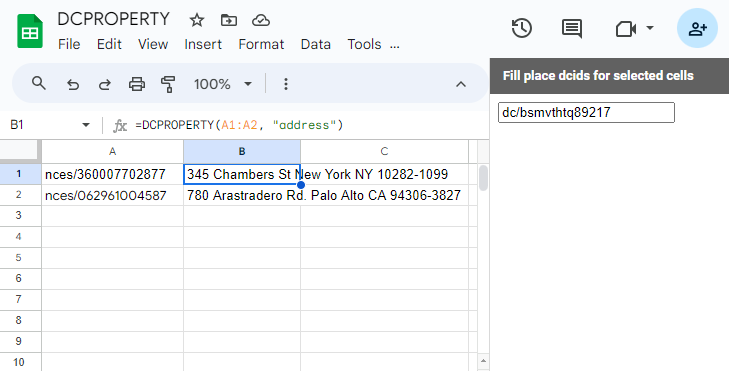 DCPROPERTY
File Edit View Insert Format Data Tools ...
100%
Fill place dcids for selected cells
dc/bsmvthtq89217
B1 fx =DCPROPERTY(A1:A2, "address")
A B C
1 nces/360007702877 345 Chambers St New York NY 10282-1099
2 nces/062961004587 780 Arastradero Rd. Palo Alto CA 94306-3827
3
4
5
6
7
8
9
10